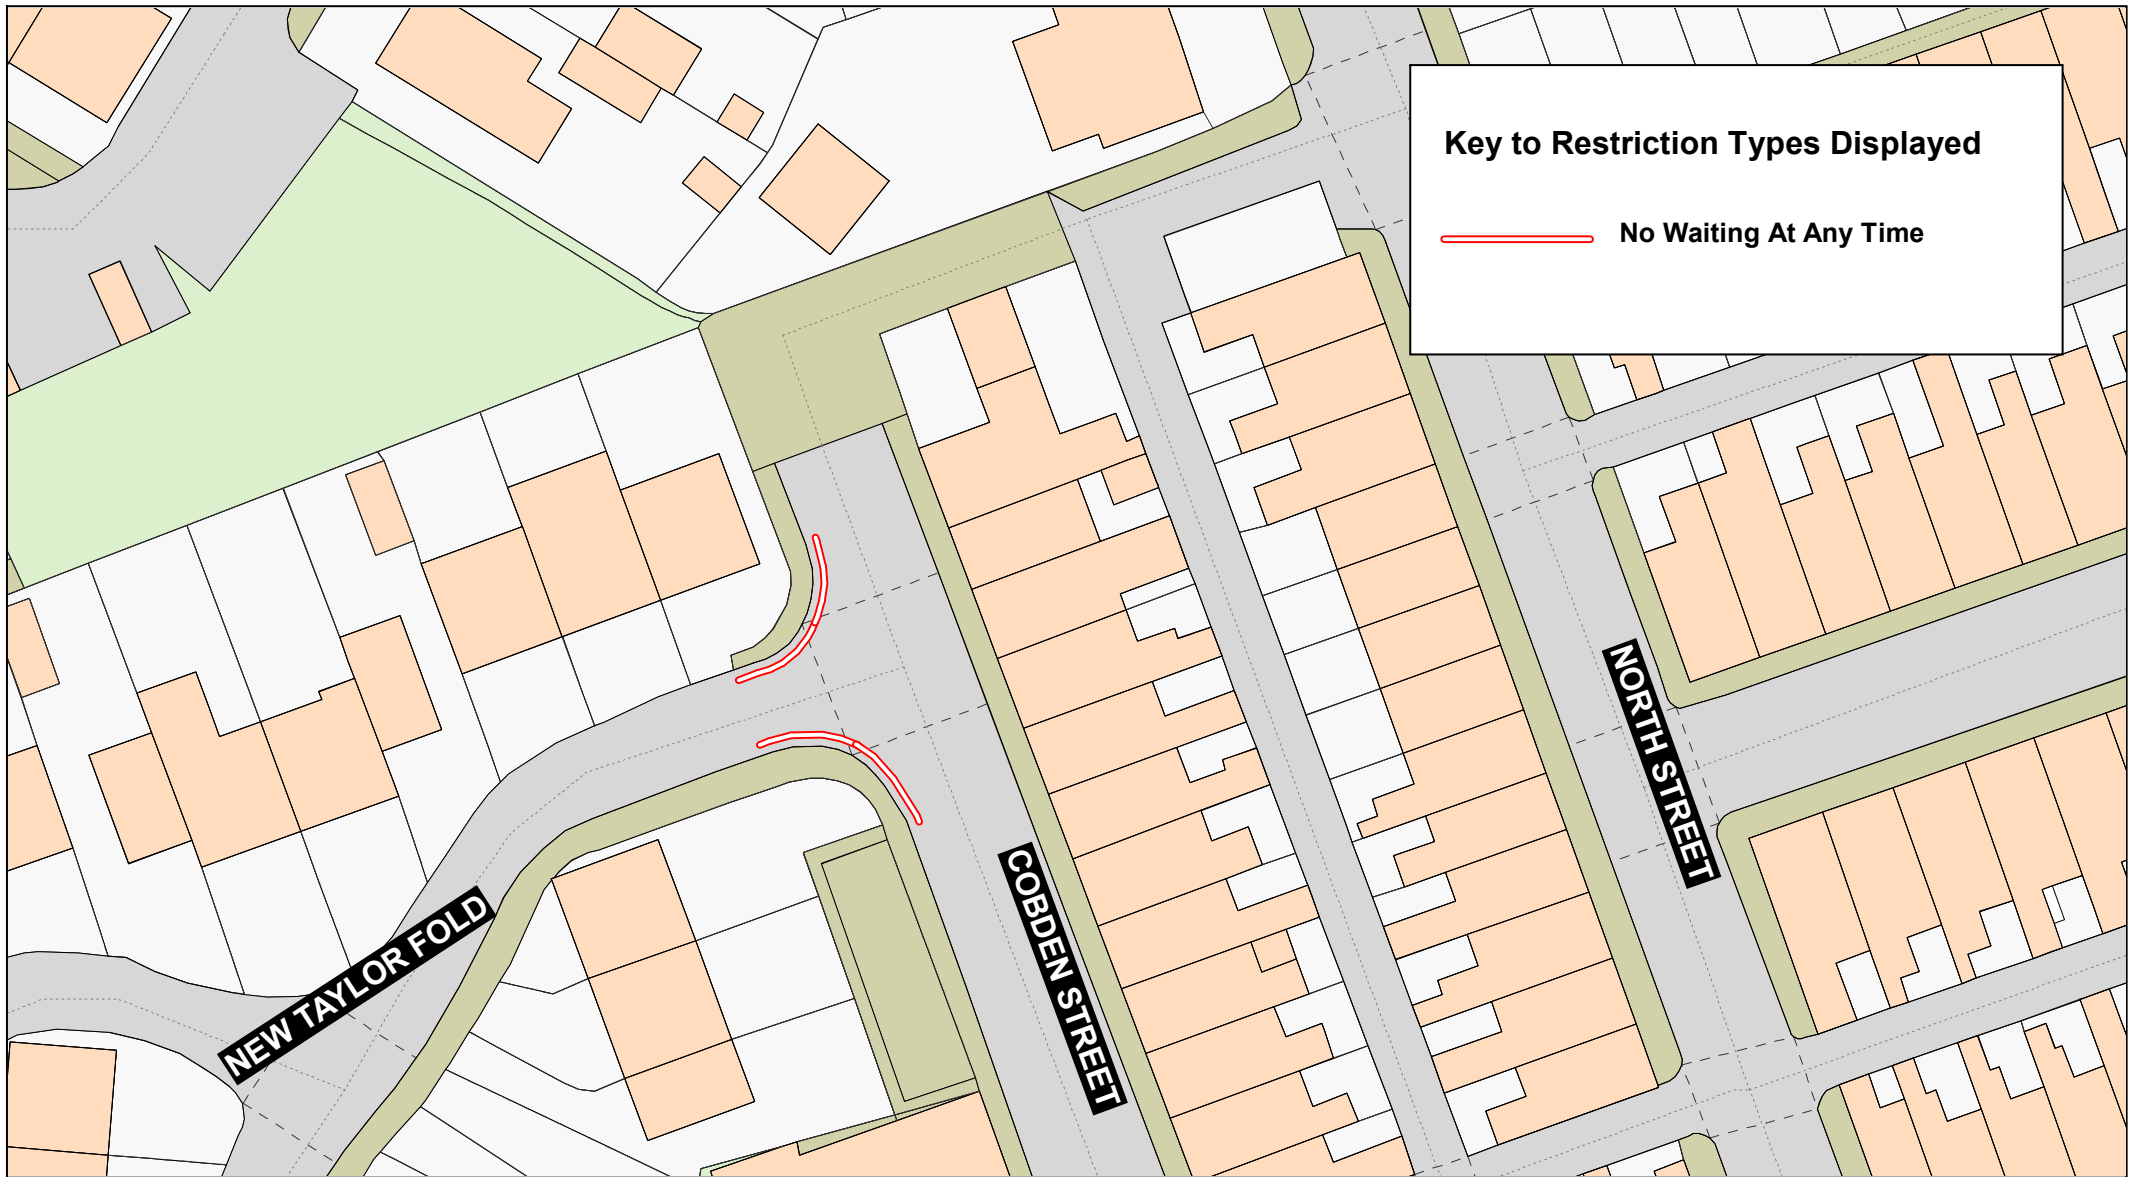 Key to Restriction Types Displayed
No Waiting At Any Time
NORTH STREET
COBDEN STREET
NEW TAYLOR FOLD